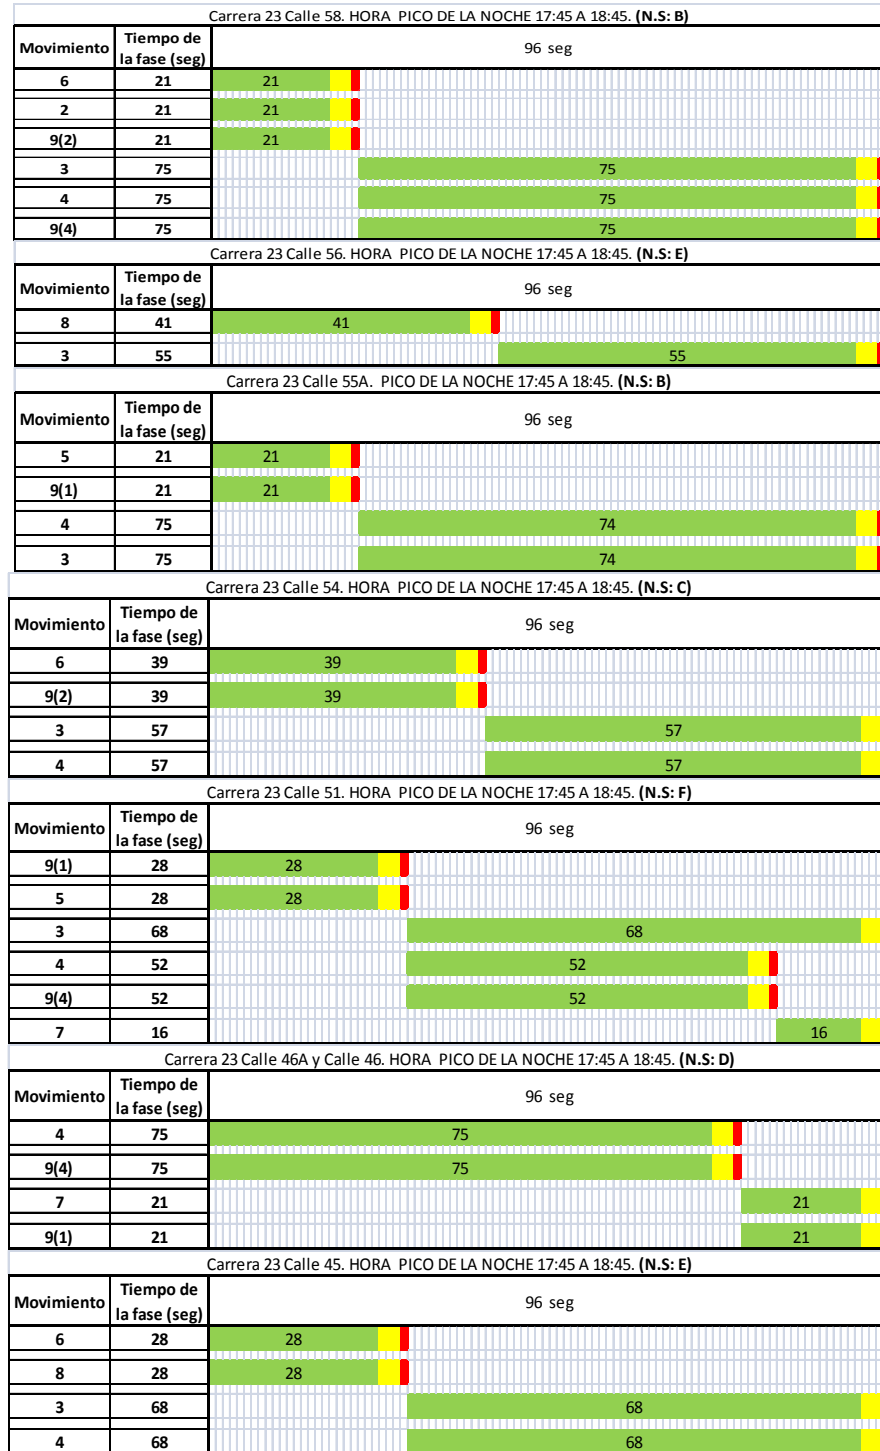 Carrera 23 Calle 58. HORA PICO DE LA NOCHE 17:45 A 18:45. (N.S: B)
Movimiento Tiempo de la fase (seg) 96 seg
6 21 21
2 21 21
9(2) 21 21
3 75 75
4 75 75
9(4) 75 75
Carrera 23 Calle 56. HORA PICO DE LA NOCHE 17:45 A 18:45. (N.S: E)
Movimiento Tiempo de la fase (seg) 96 seg
8 41 41
3 55 55
Carrera 23 Calle 55A. PICO DE LA NOCHE 17:45 A 18:45. (N.S: B)
Movimiento Tiempo de la fase (seg) 96 seg
5 21 21
9(1) 21 21
4 75 74
3 75 74
Carrera 23 Calle 54. HORA PICO DE LA NOCHE 17:45 A 18:45. (N.S: C)
Movimiento Tiempo de la fase (seg) 96 seg
6 39 39
9(2) 39 39
3 57 57
4 57 57
Carrera 23 Calle 51. HORA PICO DE LA NOCHE 17:45 A 18:45. (N.S: F)
Movimiento Tiempo de la fase (seg) 96 seg
9(1) 28 28
5 28 28
3 68 68
4 52 52
9(4) 52 52
7 16 16
Carrera 23 Calle 46A y Calle 46. HORA PICO DE LA NOCHE 17:45 A 18:45. (N.S: D)
Movimiento Tiempo de la fase (seg) 96 seg
4 75 75
9(4) 75 75
7 21 21
9(1) 21 21
Carrera 23 Calle 45. HORA PICO DE LA NOCHE 17:45 A 18:45. (N.S: E)
Movimiento Tiempo de la fase (seg) 96 seg
6 28 28
8 28 28
3 68 68
4 68 68